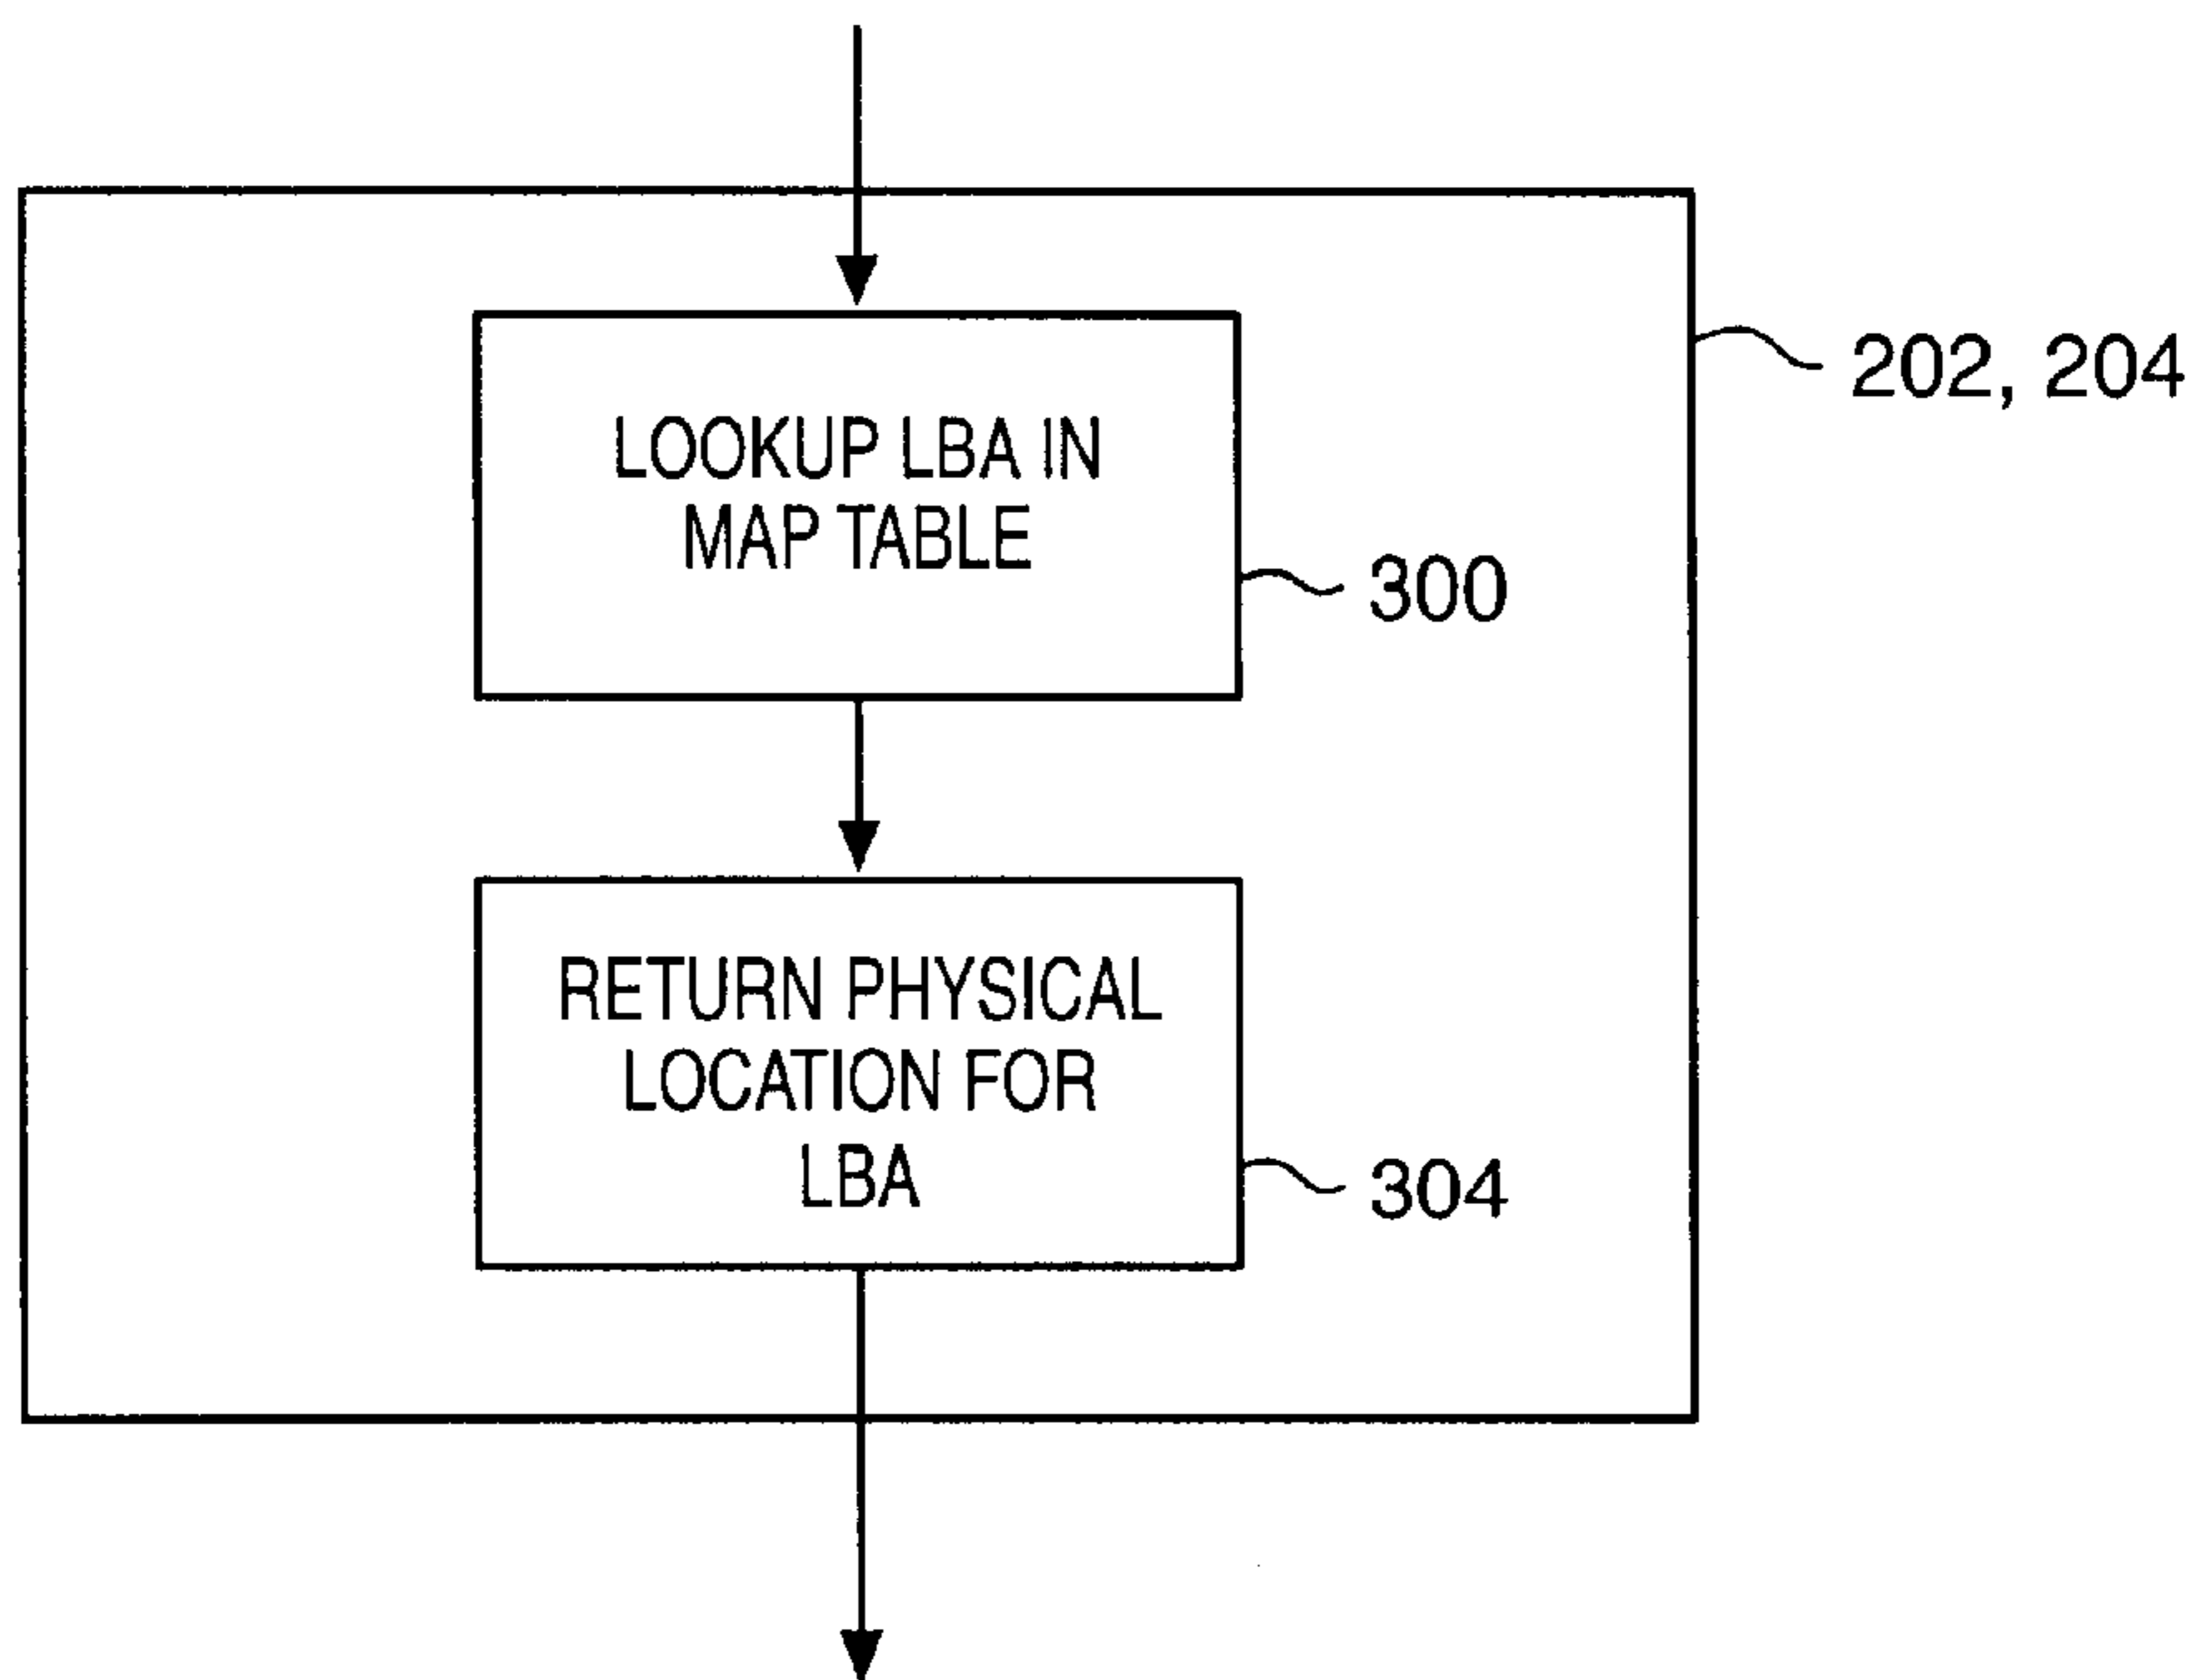 202, 204
LOOKUP LBA IN
MAP TABLE
300
RETURN PHYSICAL
LOCATION FOR
LBA
304